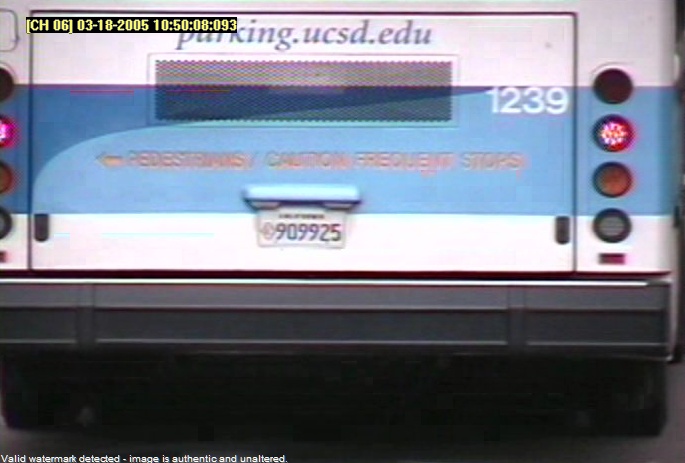 [CH 06] 03-18-2005 10:50:08:093
parking.ucsd.edu
1239
PEDESTRIANS/ CAUTION FREQUENT STOPS
CALIFORNIA
909925
Valid watermark detected - image is authentic and unaltered.